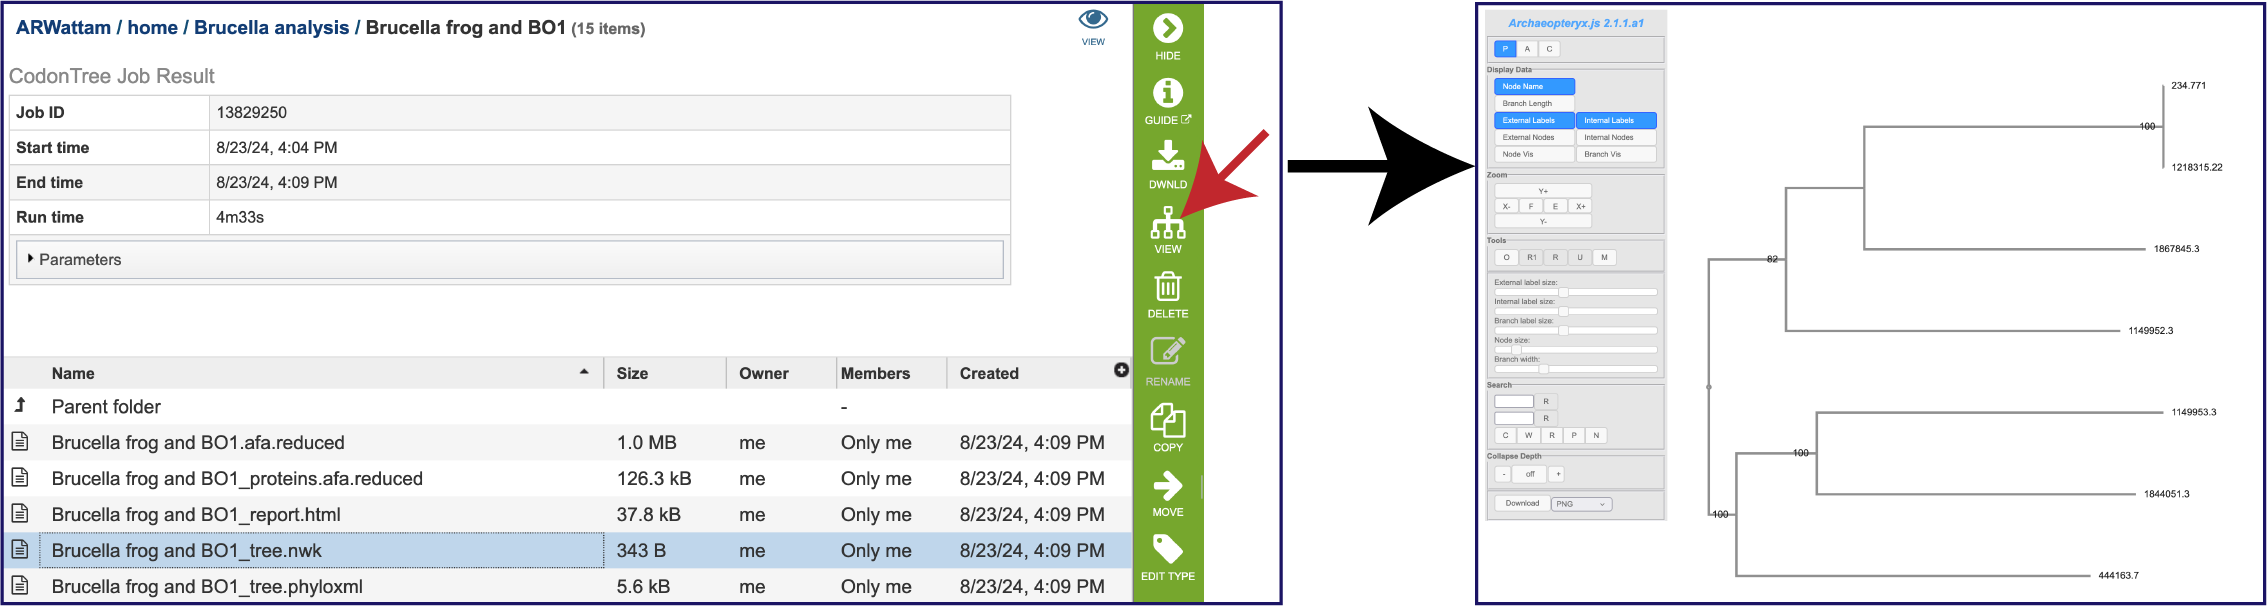 ARWattam / home / Brucella analysis / Brucella frog and BO1 (15 items)
VIEW
CodonTree Job Result
Job ID 13829250
Start time 8/23/24, 4:04 PM
End time 8/23/24, 4:09 PM
Run time 4m33s
Parameters
Name Size Owner Members Created
Parent folder -
Brucella frog and BO1.afa.reduced 1.0 MB me Only me 8/23/24, 4:09 PM
Brucella frog and BO1_proteins.afa.reduced 126.3 kB me Only me 8/23/24, 4:09 PM
Brucella frog and BO1_report.html 37.8 kB me Only me 8/23/24, 4:09 PM
Brucella frog and BO1_tree.nwk 343 B me Only me 8/23/24, 4:09 PM
Brucella frog and BO1_tree.phyloxml 5.6 kB me Only me 8/23/24, 4:09 PM
HIDE
GUIDE
DWNLD
VIEW
DELETE
RENAME
COPY
MOVE
EDIT TYPE
Archaeopteryx.js 2.1.1.a1
P A C
Display Data
Node Name
Branch Length
External Labels Internal Labels
External Nodes Internal Nodes
Node Vis Branch Vis
Zoom
Y+
X- F E X+
Y-
Tools
O R1 R U M
External label size:
Internal label size:
Branch label size:
Node size:
Branch width:
Search
R
R
C W R P N
Collapse Depth
- off +
Download PNG
234.771
100
1218315.22
1867845.3
82
1149952.3
1149953.3
100
1844051.3
100
444163.7